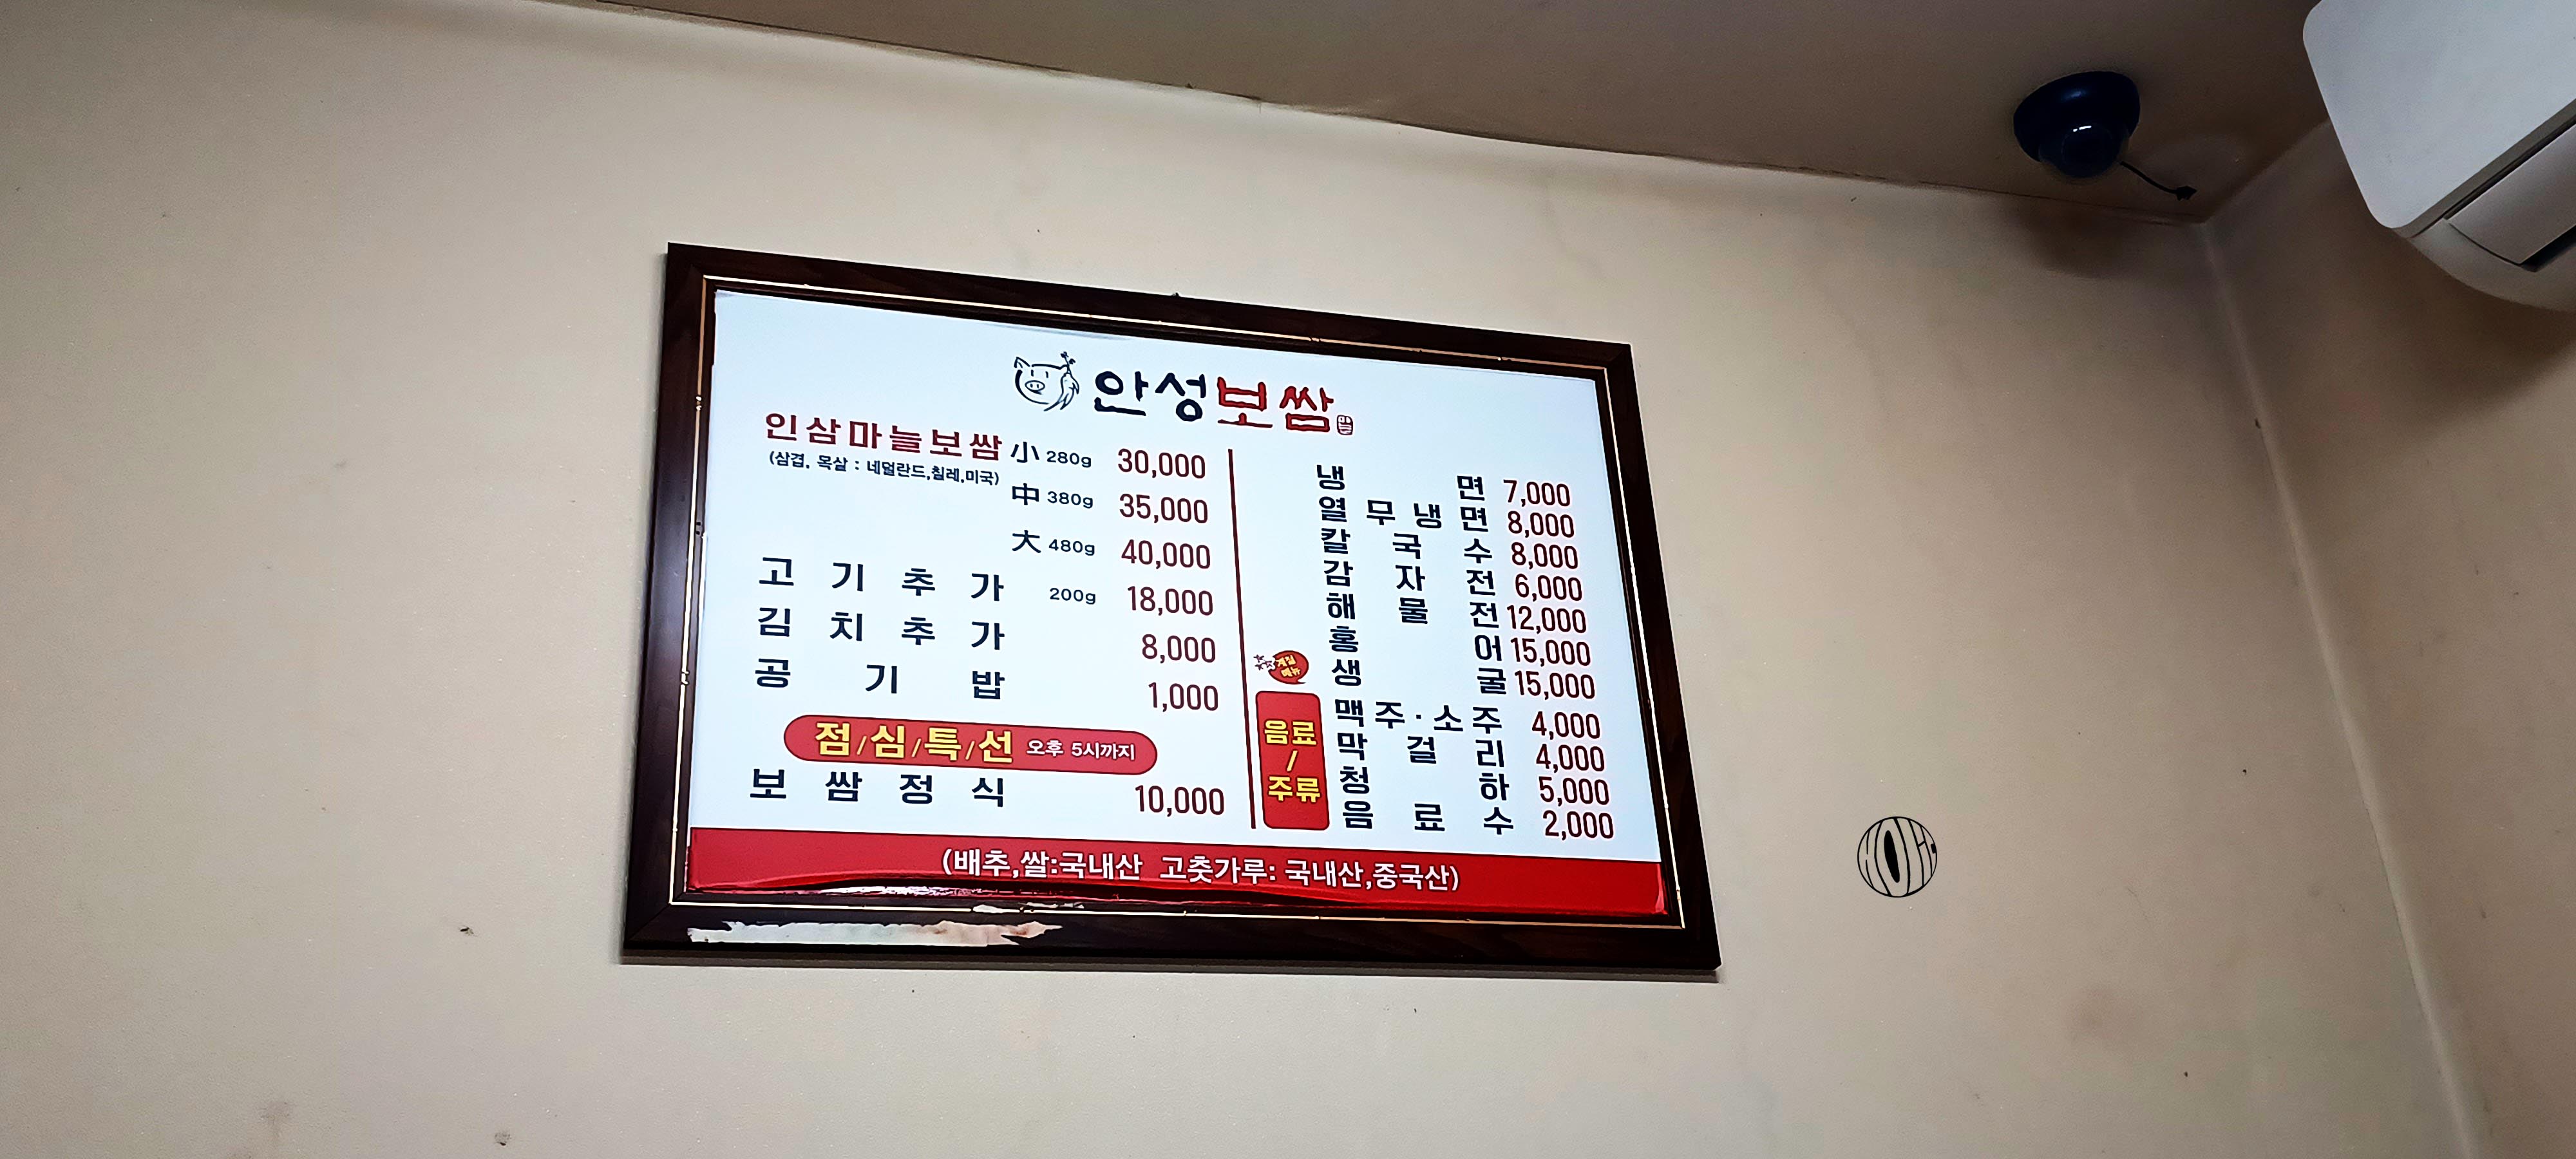 안성보쌈
인삼마늘보쌈 小 280g 30,000
(삼겹, 목살 : 네덜란드,칠레,미국)
中 380g 35,000
大 480g 40,000
고기추가 200g 18,000
김치추가 8,000
공기밥 1,000
점/심/특/선 오후 5시까지
보쌈정식 10,000
냉면 7,000
열무냉면 8,000
칼국수 8,000
감자전 6,000
해물전 12,000
홍어 15,000
생굴 15,000
음료
/
주류
맥주·소주 4,000
막걸리 4,000
청하 5,000
음료수 2,000
(배추,쌀:국내산 고춧가루: 국내산,중국산)